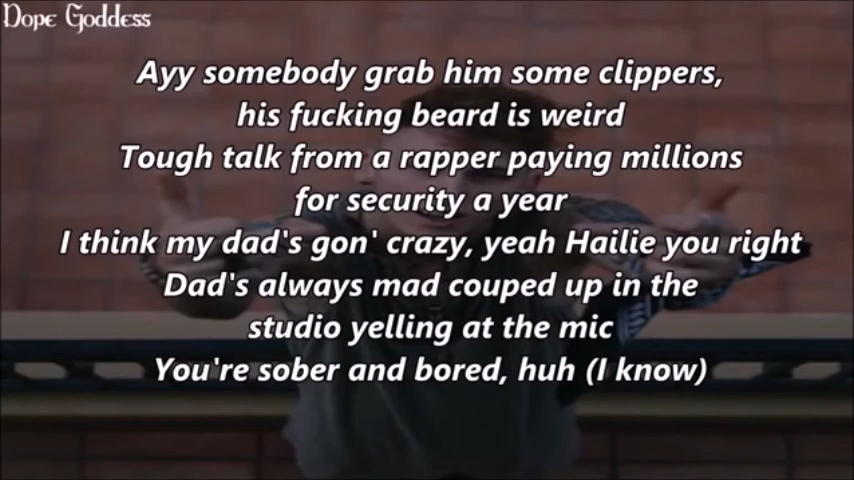 Dope Goddess
Ayy somebody grab him some clippers,
his fucking beard is weird
Tough talk from a rapper paying millions
for security a year
I think my dad's gon' crazy, yeah Hailie you right
Dad's always mad couped up in the
studio yelling at the mic
You're sober and bored, huh (I know)